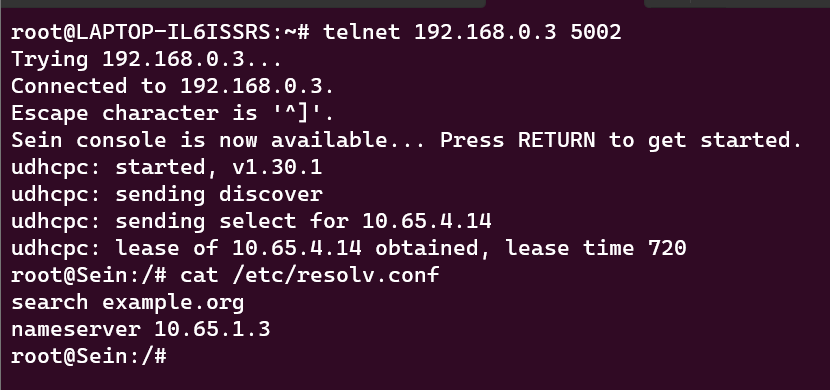 root@LAPTOP-IL6ISSRS:~# telnet 192.168.0.3 5002
Trying 192.168.0.3...
Connected to 192.168.0.3.
Escape character is '^]'.
Sein console is now available... Press RETURN to get started.
udhcpc: started, v1.30.1
udhcpc: sending discover
udhcpc: sending select for 10.65.4.14
udhcpc: lease of 10.65.4.14 obtained, lease time 720
root@Sein:/# cat /etc/resolv.conf
search example.org
nameserver 10.65.1.3
root@Sein:/#